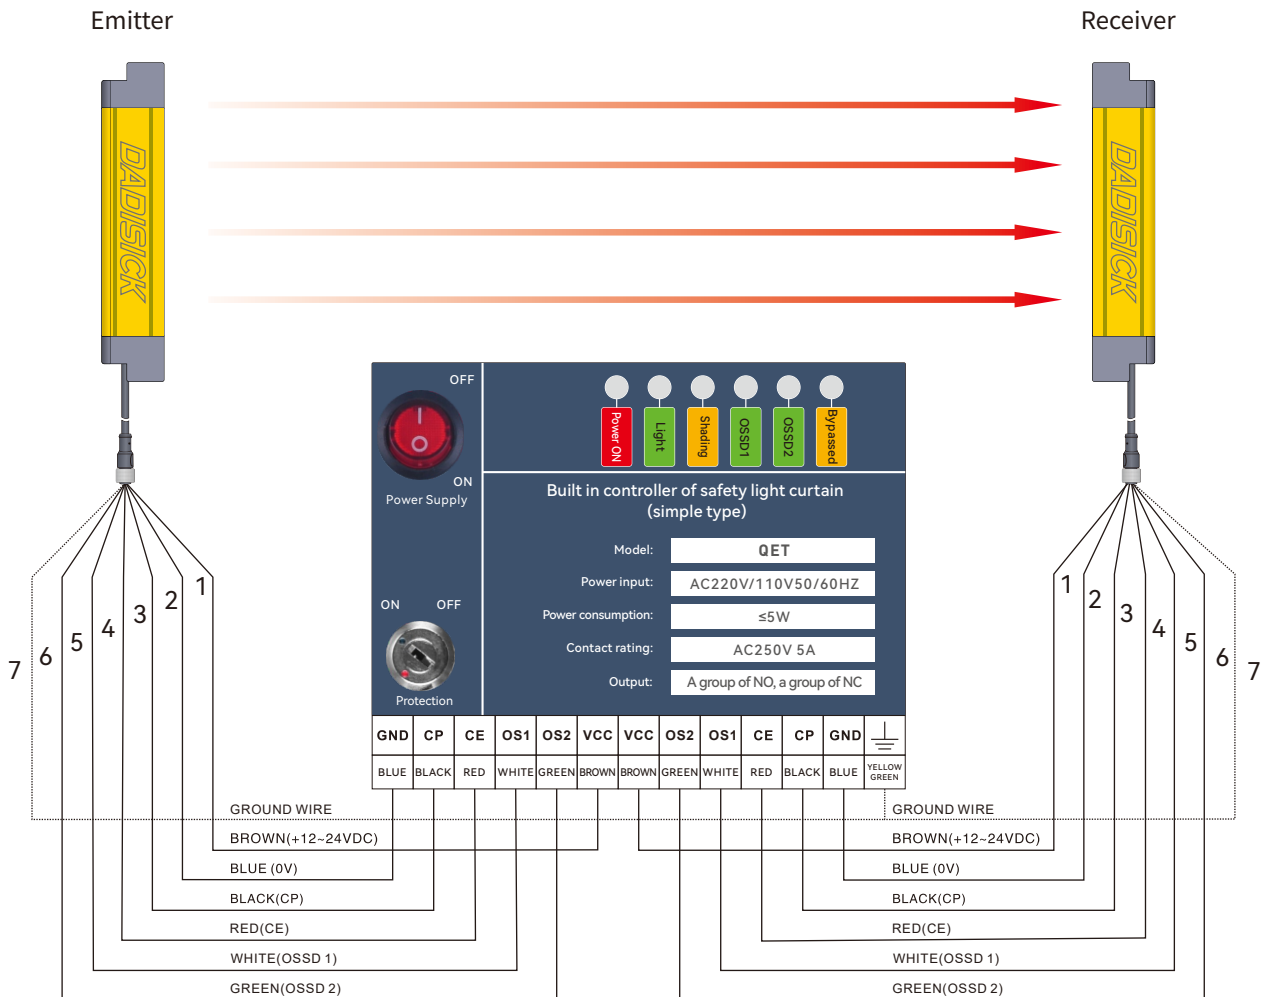 Emitter
Receiver
DADISICK
DADISICK
OFF
ON
Power Supply
ON OFF
Protection
Power ON
Light
Shading
OSSD1
OSSD2
Bypassed
Built in controller of safety light curtain
(simple type)
Model: QET
Power input: AC220V/110V50/60HZ
Power consumption: ≤5W
Contact rating: AC250V 5A
Output: A group of NO, a group of NC
GND CP CE OS1 OS2 VCC VCC OS2 OS1 CE CP GND
BLUE BLACK RED WHITE GREEN BROWN BROWN GREEN WHITE RED BLACK BLUE YELLOW
GREEN
7 6 5 4 3 2 1
1 2 3 4 5 6 7
GROUND WIRE
BROWN(+12~24VDC)
BLUE (0V)
BLACK(CP)
RED(CE)
WHITE(OSSD 1)
GREEN(OSSD 2)
GROUND WIRE
BROWN(+12~24VDC)
BLUE (0V)
BLACK(CP)
RED(CE)
WHITE(OSSD 1)
GREEN(OSSD 2)